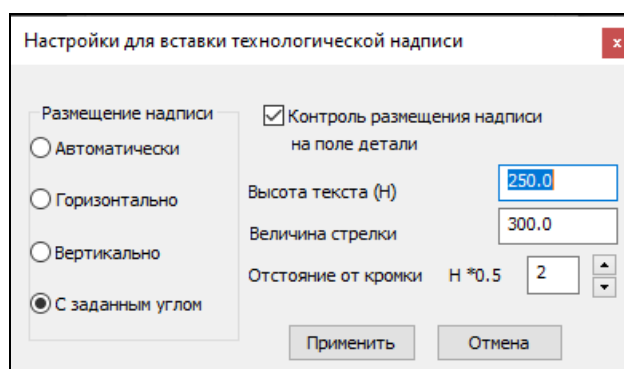 Настройки для вставки технологической надписи
x
Размещение надписи
Автоматически
Горизонтально
Вертикально
С заданным углом
Контроль размещения надписи
на поле детали
Высота текста (H)
250.0
Величина стрелки
300.0
Отстояние от кромки H *0.5 2
Применить
Отмена